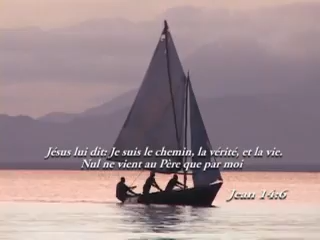 Jésus lui dit: Je suis le chemin, la vérité, et la vie.
Nul ne vient au Père que par moi
Jean 14:6